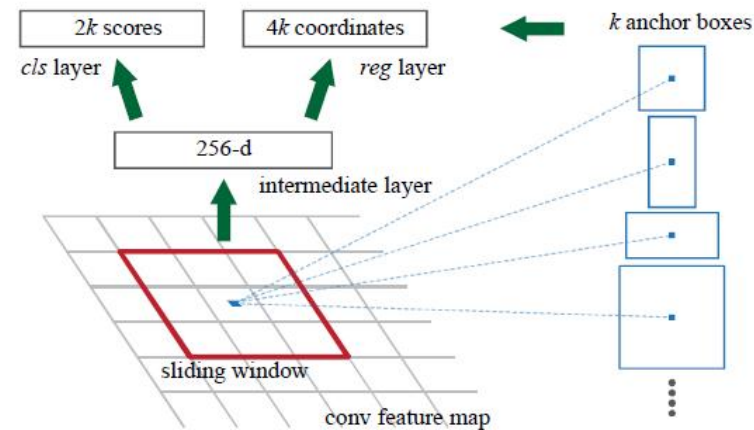 2k scores
4k coordinates
k anchor boxes
cls layer
reg layer
256-d
intermediate layer
sliding window
conv feature map